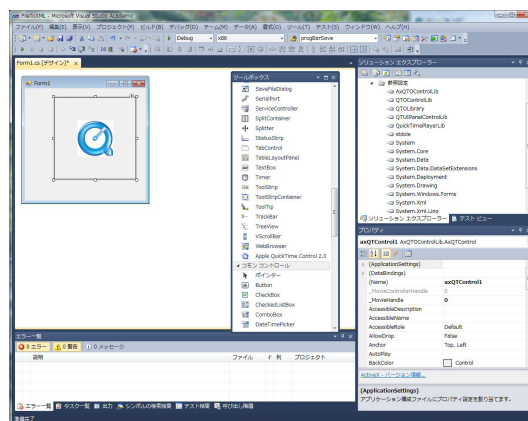 FileToXML - Microsoft Visual Studio Academic
ファイル(F) 編集(E) 表示(V) プロジェクト(P) ビルド(B) デバッグ(D) チーム(M) データ(A) 書式(O) ツール(T) テスト(S) ウィンドウ(W) ヘルプ(H)
Debug x86 progBarSave
Form1.cs [デザイン]*
Form1
ツールボックス
SaveFileDialog
SerialPort
ServiceController
SplitContainer
Splitter
StatusStrip
TabControl
TableLayoutPanel
TextBox
Timer
ToolStrip
ToolStripContainer
ToolTip
TrackBar
TreeView
VScrollBar
WebBrowser
Apple QuickTime Control 2.0
コモン コントロール
ポインター
Button
CheckBox
CheckedListBox
ComboBox
DateTimePicker
ソリューション エクスプローラー
参照設定
AxQTOControlLib
QTOControlLib
QTOLibrary
QTUIPanelControlLib
QuickTimePlayerLib
stdole
System
System.Core
System.Data
System.Data.DataSetExtensions
System.Deployment
System.Drawing
System.Windows.Forms
System.Xml
System.Xml.Linq
ソリューション エクスプローラー テスト ビュー
プロパティ
axQTControl1 AxQTOControlLib.AxQTControl
(ApplicationSettings)
(DataBindings)
(Name) axQTControl1
_MovieControllerHandle 0
_MovieHandle 0
AccessibleDescription
AccessibleName
AccessibleRole Default
AllowDrop False
Anchor Top, Left
AutoPlay
BackColor Control
ActiveX - バージョン情報...
(ApplicationSettings)
アプリケーション構成ファイルにプロパティ設定を割り当てます。
エラー一覧
0 エラー 0 警告 0 メッセージ
説明 ファイル 行 列 プロジェクト
エラー一覧 タスク一覧 出力 シンボルの検索結果 テスト結果 呼び出し階層
準備完了